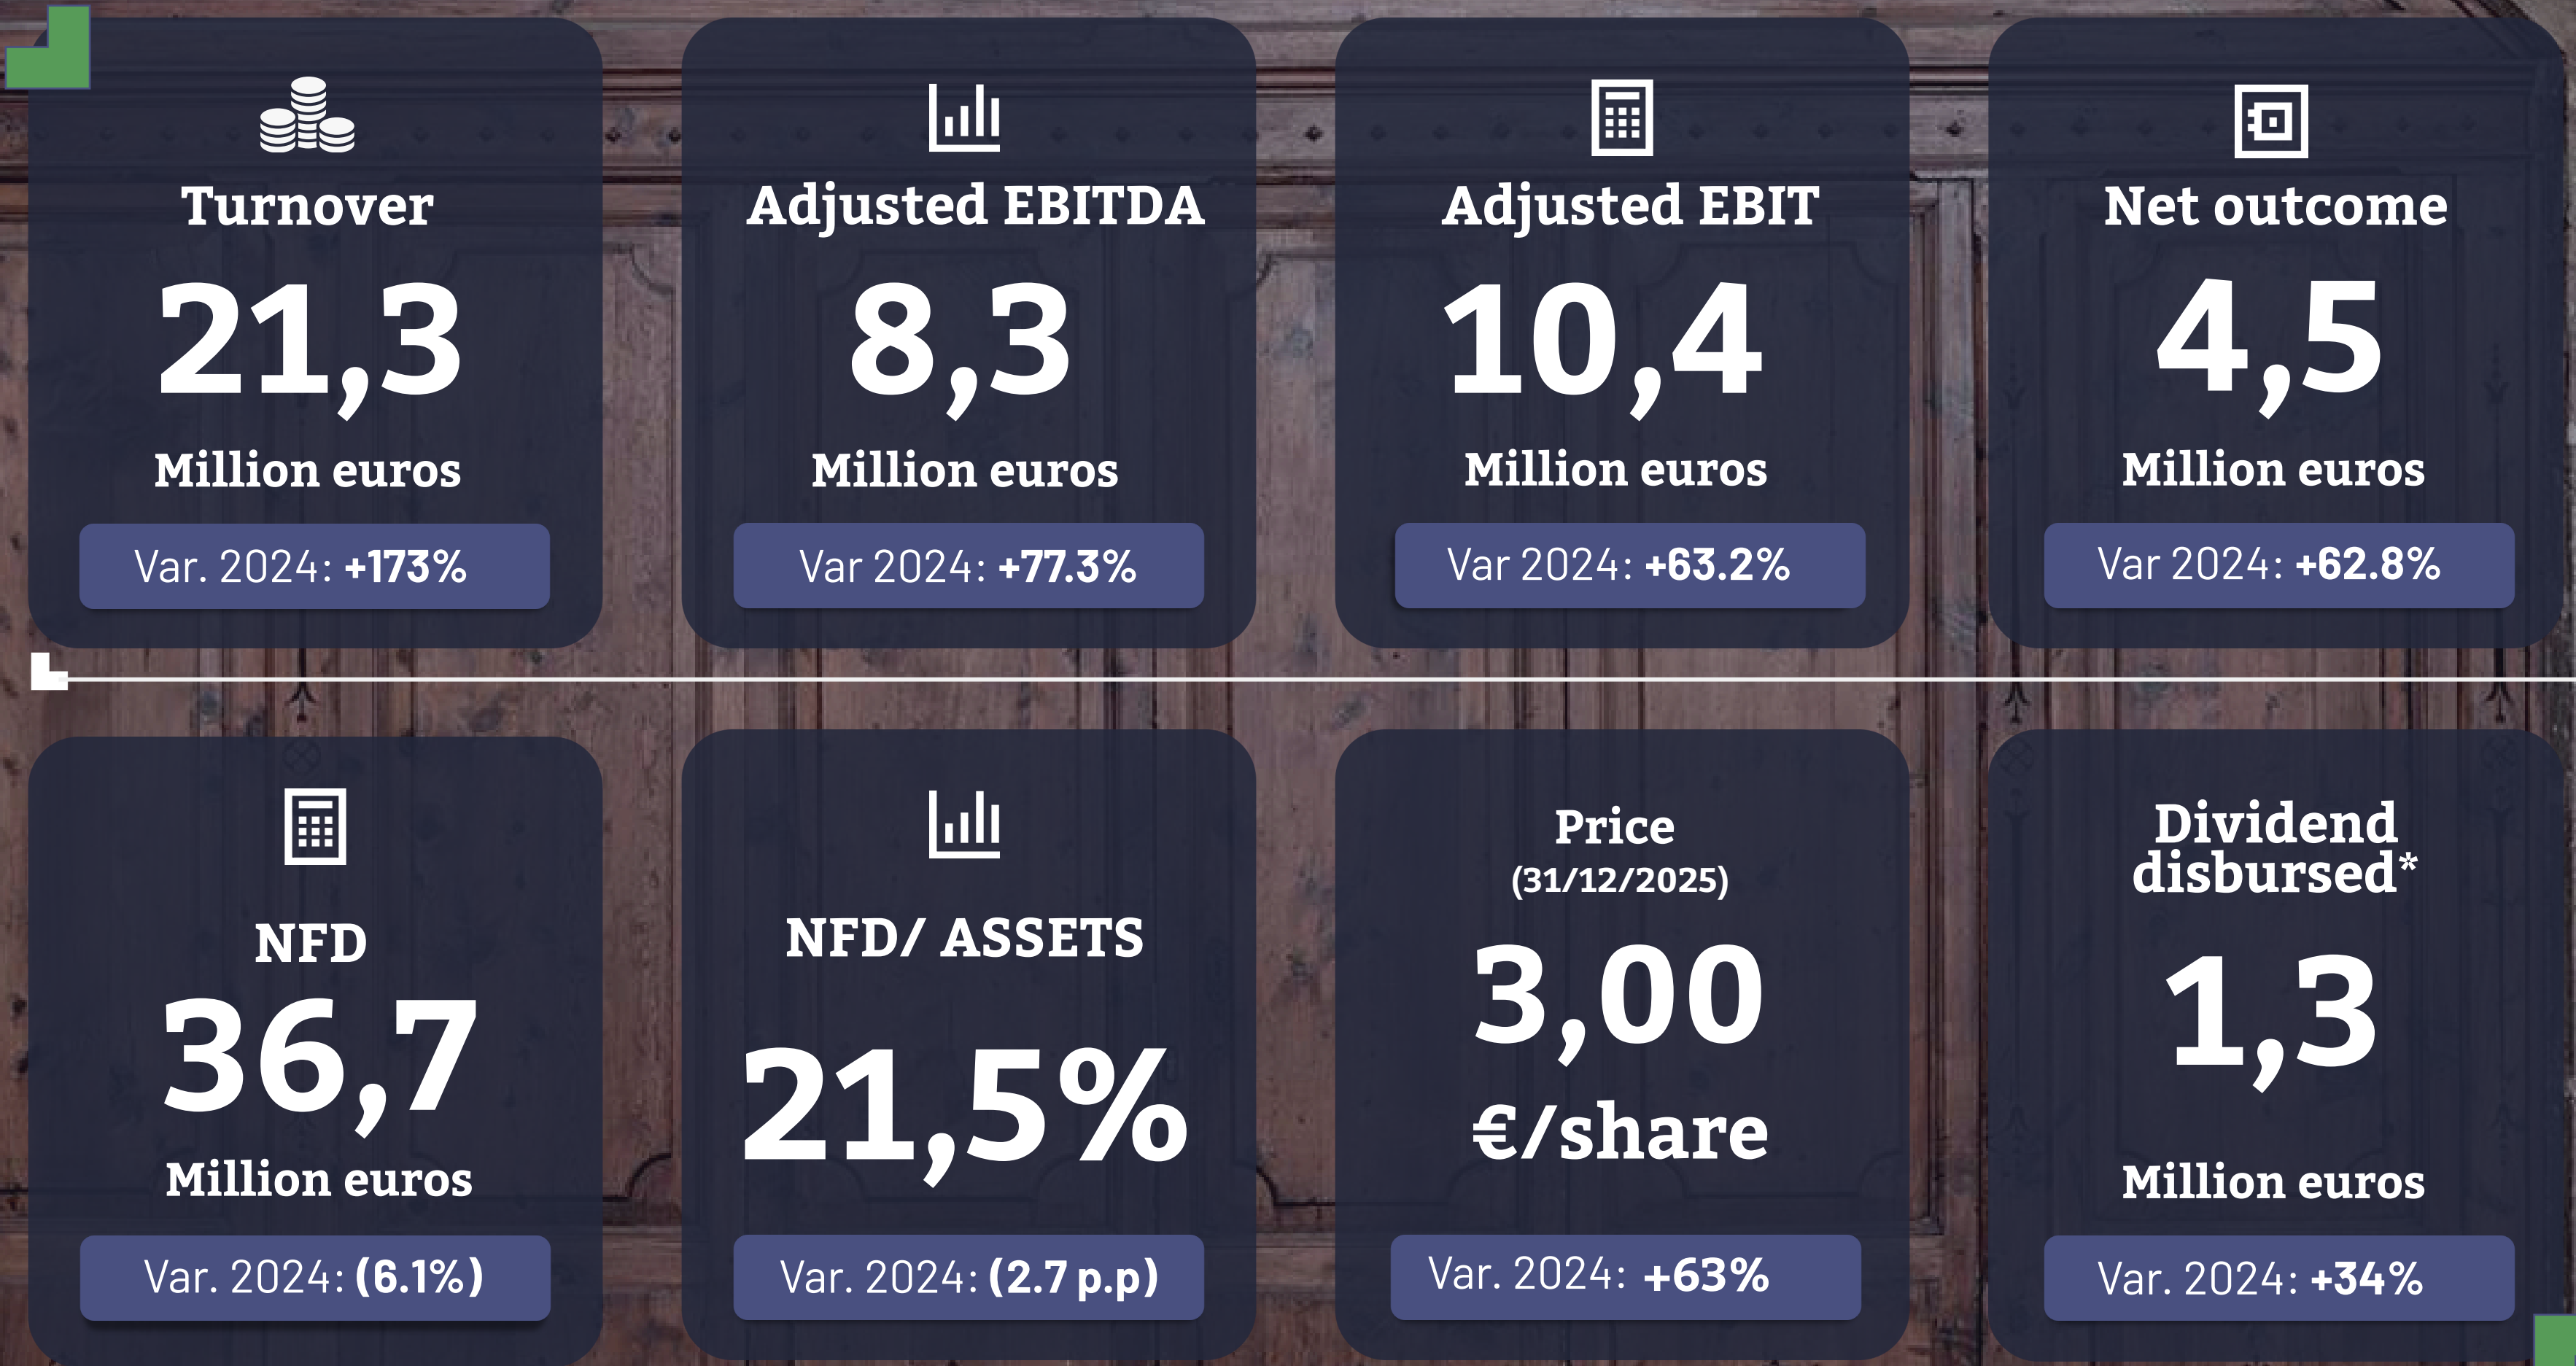 Turnover
21,3
Million euros
Var. 2024: +173%
Adjusted EBITDA
8,3
Million euros
Var 2024: +77.3%
Adjusted EBIT
10,4
Million euros
Var 2024: +63.2%
Net outcome
4,5
Million euros
Var 2024: +62.8%
NFD
36,7
Million euros
Var. 2024: (6.1%)
NFD/ ASSETS
21,5%
Var. 2024: (2.7 p.p)
Price
(31/12/2025)
3,00
€/share
Var. 2024: +63%
Dividend
disbursed*
1,3
Million euros
Var. 2024: +34%